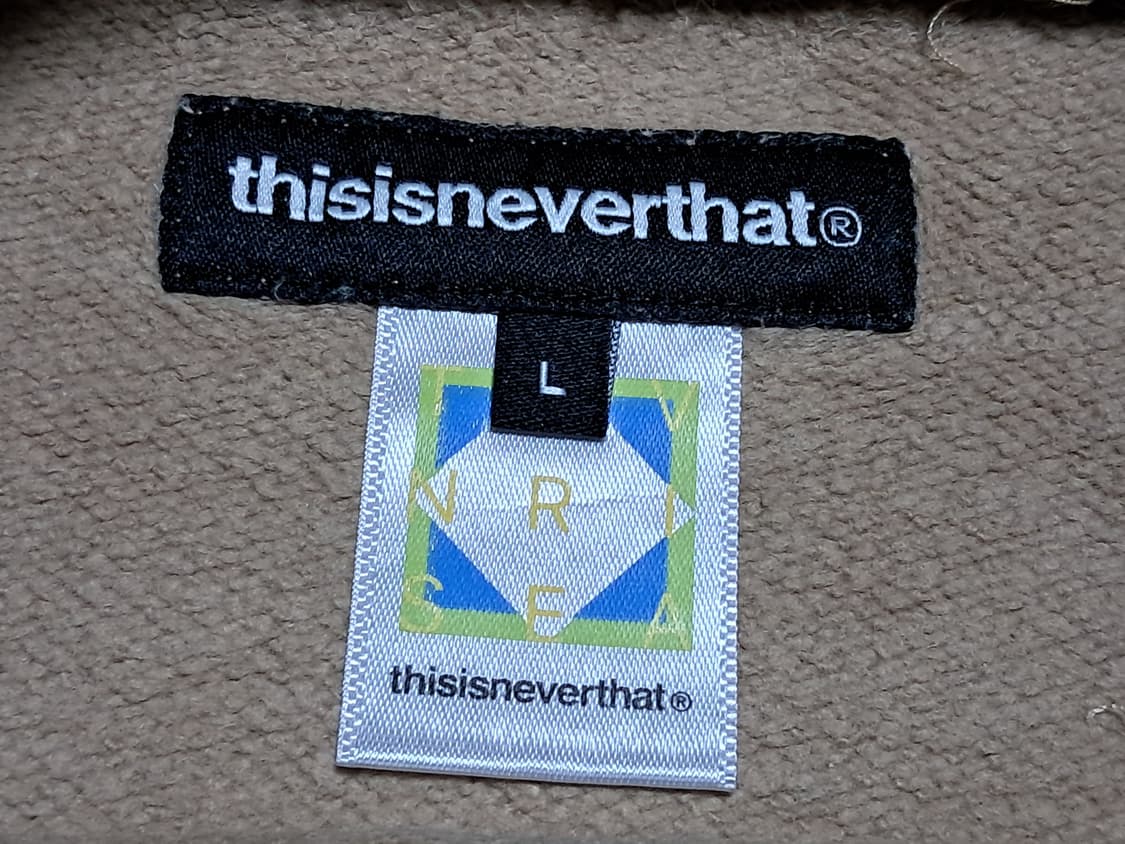 thisisneverthat®
L
T V
N R I
S E A
thisisneverthat®